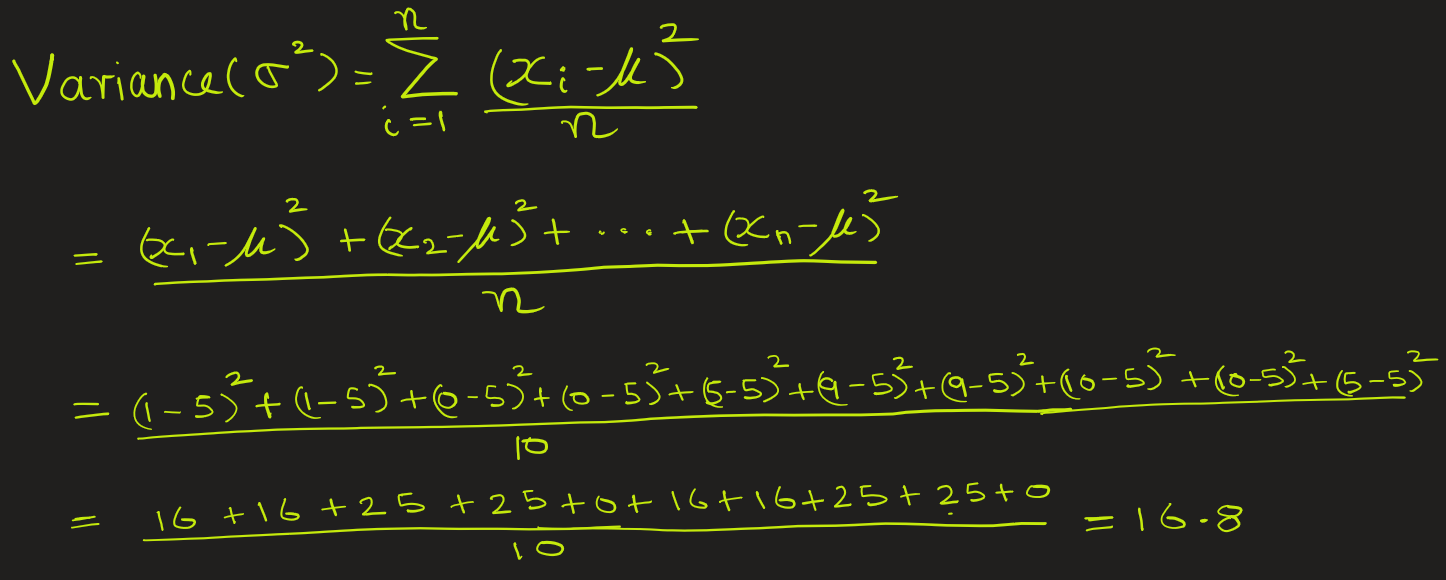 Variance(σ²) = Σ_{i=1}^{n} (xᵢ - μ)² / n
= (x₁ - μ)² + (x₂ - μ)² + ... + (xₙ - μ)² / n
= (1-5)² + (1-5)² + (0-5)² + (0-5)² + (5-5)² + (9-5)² + (9-5)² + (10-5)² + (10-5)² + (5-5)² / 10
= 16 + 16 + 25 + 25 + 0 + 16 + 16 + 25 + 25 + 0 / 10 = 16.8